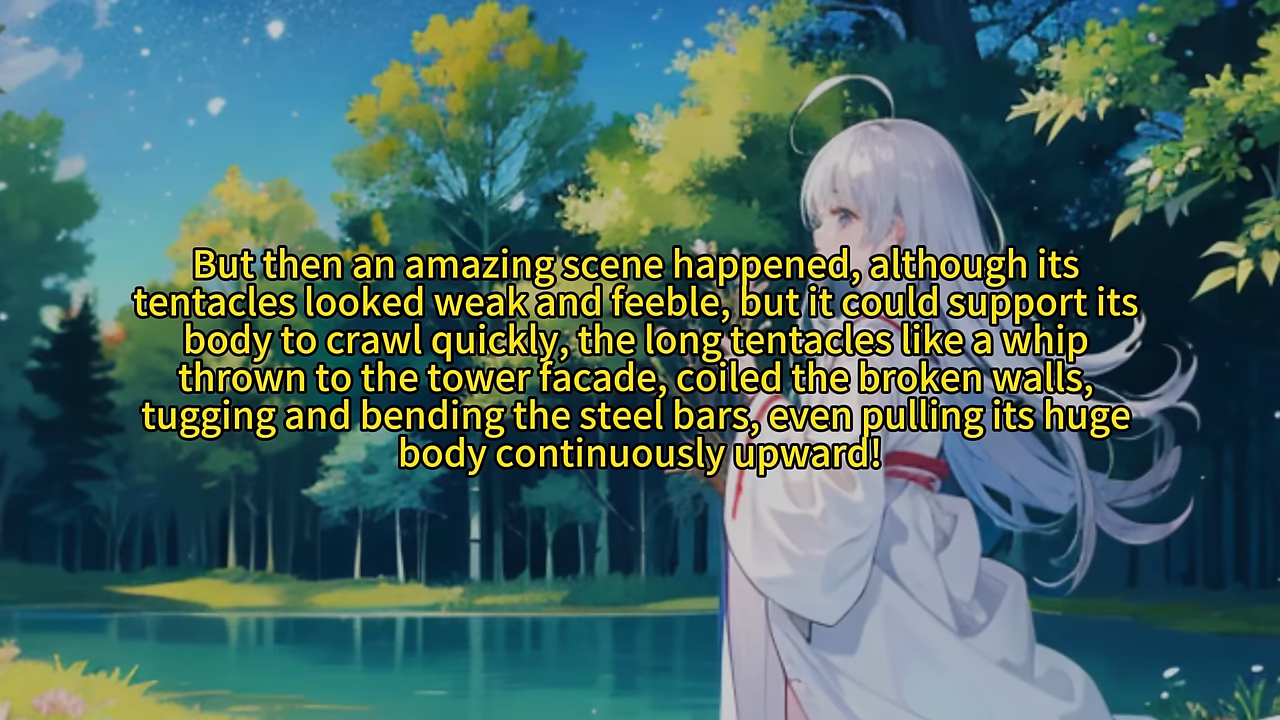 But then an amazing scene happened, although its
tentacles looked weak and feeble, but it could support its
body to crawl quickly, the long tentacles like a whip
thrown to the tower facade, coiled the broken walls,
tugging and bending the steel bars, even pulling its huge
body continuously upward!